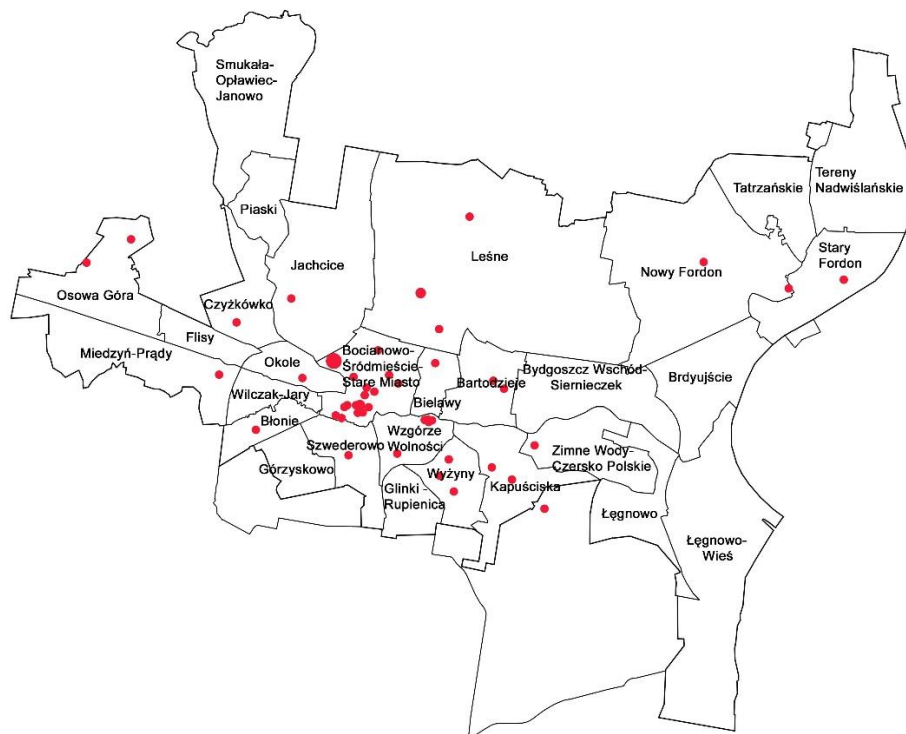 Smukała-
Opławiec-
Janowo
Piaski
Jachcice
Leśne
Tatrzańskie
Tereny
Nadwiślańskie
Nowy Fordon
Stary
Fordon
Osowa Góra
Czyżkówko
Flisy
Miedzyń-Prądy
Okole
Bocianowo-
Śródmieście-
Stare Miasto
Wilczak-Jary
Bielawy
Bartodzieje
Bydgoszcz Wschód-
Siernieczek
Brdyujście
Błonie
Szwederowo
Wzgórze
Wolności
Górzyskowo
Glinki -
Rupienica
Wyżyny
Kapuściska
Zimne Wody-
Czersko Polskie
Łęgnowo
Łęgnowo-
Wieś